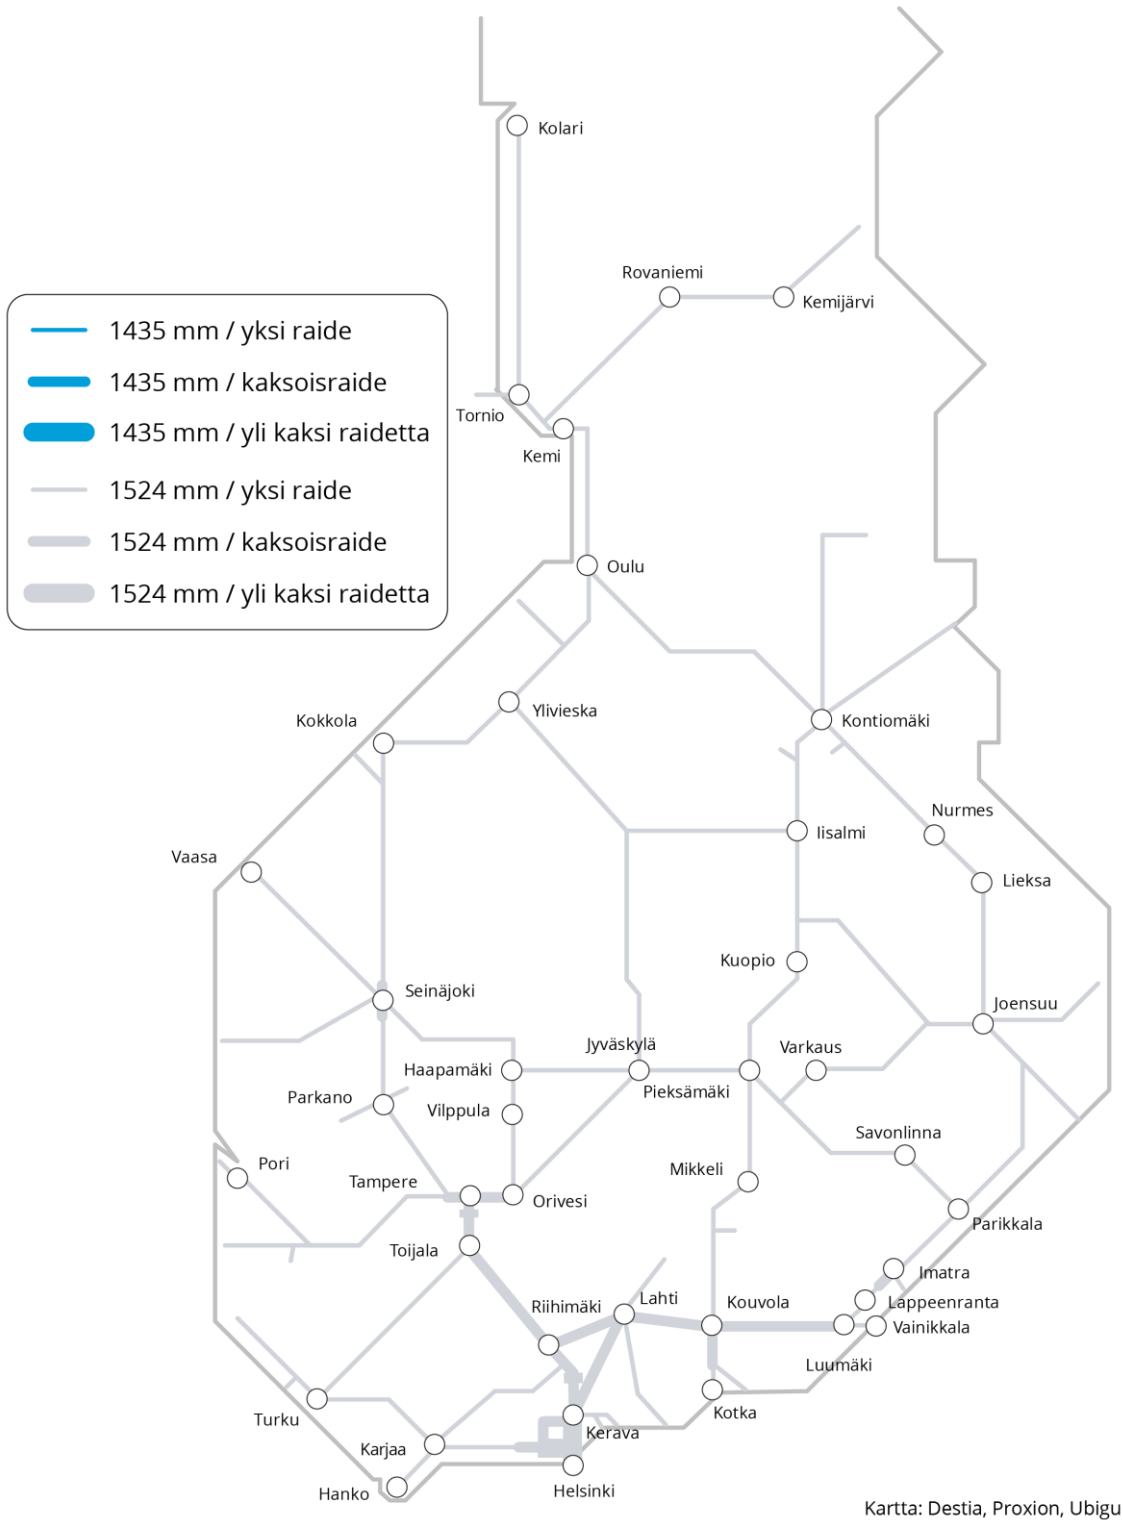 Kolari
Rovaniemi
Kemijärvi
1435 mm / yksi raide
1435 mm / kaksoisraide
1435 mm / yli kaksi raidetta
1524 mm / yksi raide
1524 mm / kaksoisraide
1524 mm / yli kaksi raidetta
Tornio
Kemi
Oulu
Ylivieska
Kokkola
Kontiomäki
Nurmes
Iisalmi
Vaasa
Lieksa
Kuopio
Seinäjoki
Joensuu
Jyväskylä
Varkaus
Haapamäki
Pieksämäki
Parkano
Vilppula
Savonlinna
Pori
Mikkeli
Tampere
Orivesi
Parikkala
Toijala
Imatra
Riihimäki
Lahti
Kouvola
Lappeenranta
Vainikkala
Luumäki
Kotka
Turku
Kerava
Karjaa
Hanko
Helsinki
Kartta: Destia, Proxion, Ubigu